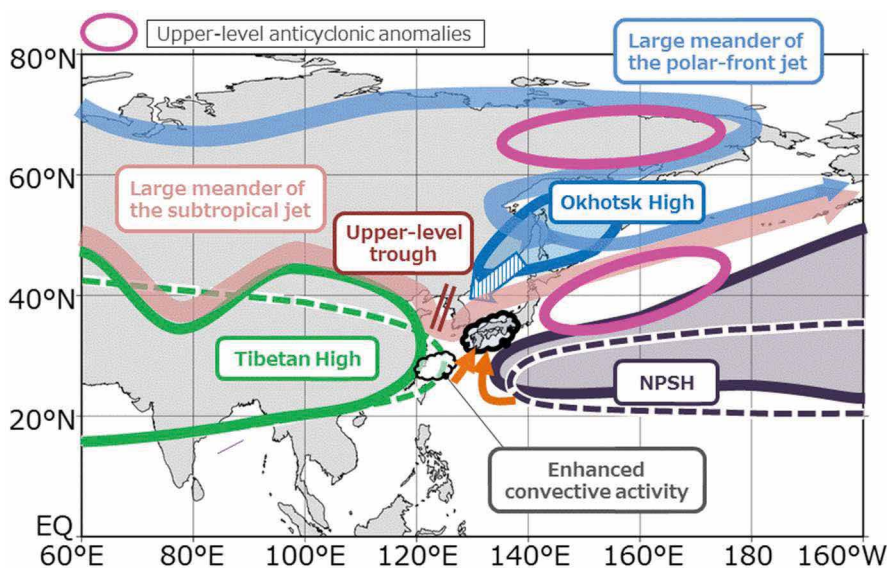 Upper-level anticyclonic anomalies
Large meander of
the polar-front jet
80°N
60°N
Large meander of
the subtropical jet
Okhotsk High
Upper-level
trough
40°N
Tibetan High
NPSH
20°N
Enhanced
convective activity
EQ
60°E 80°E 100°E 120°E 140°E 160°E 180 160°W